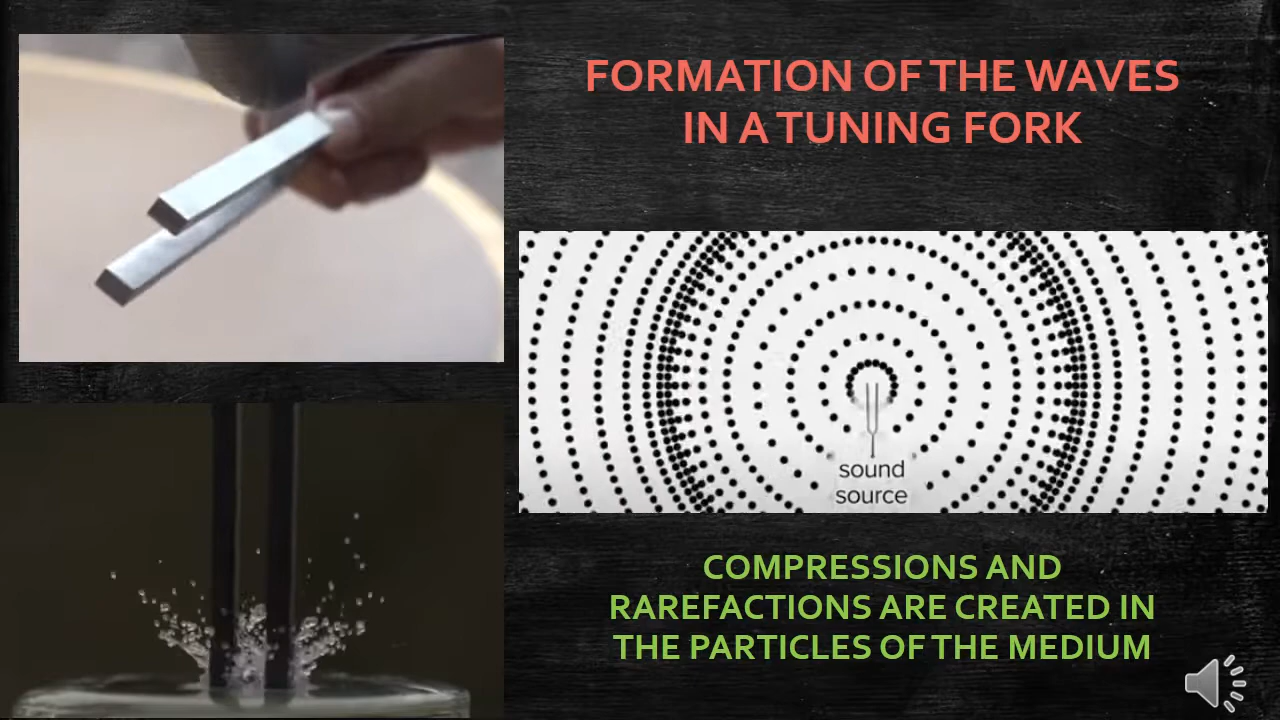 FORMATION OF THE WAVES
IN A TUNING FORK
sound
source
COMPRESSIONS AND
RAREFACTIONS ARE CREATED IN
THE PARTICLES OF THE MEDIUM